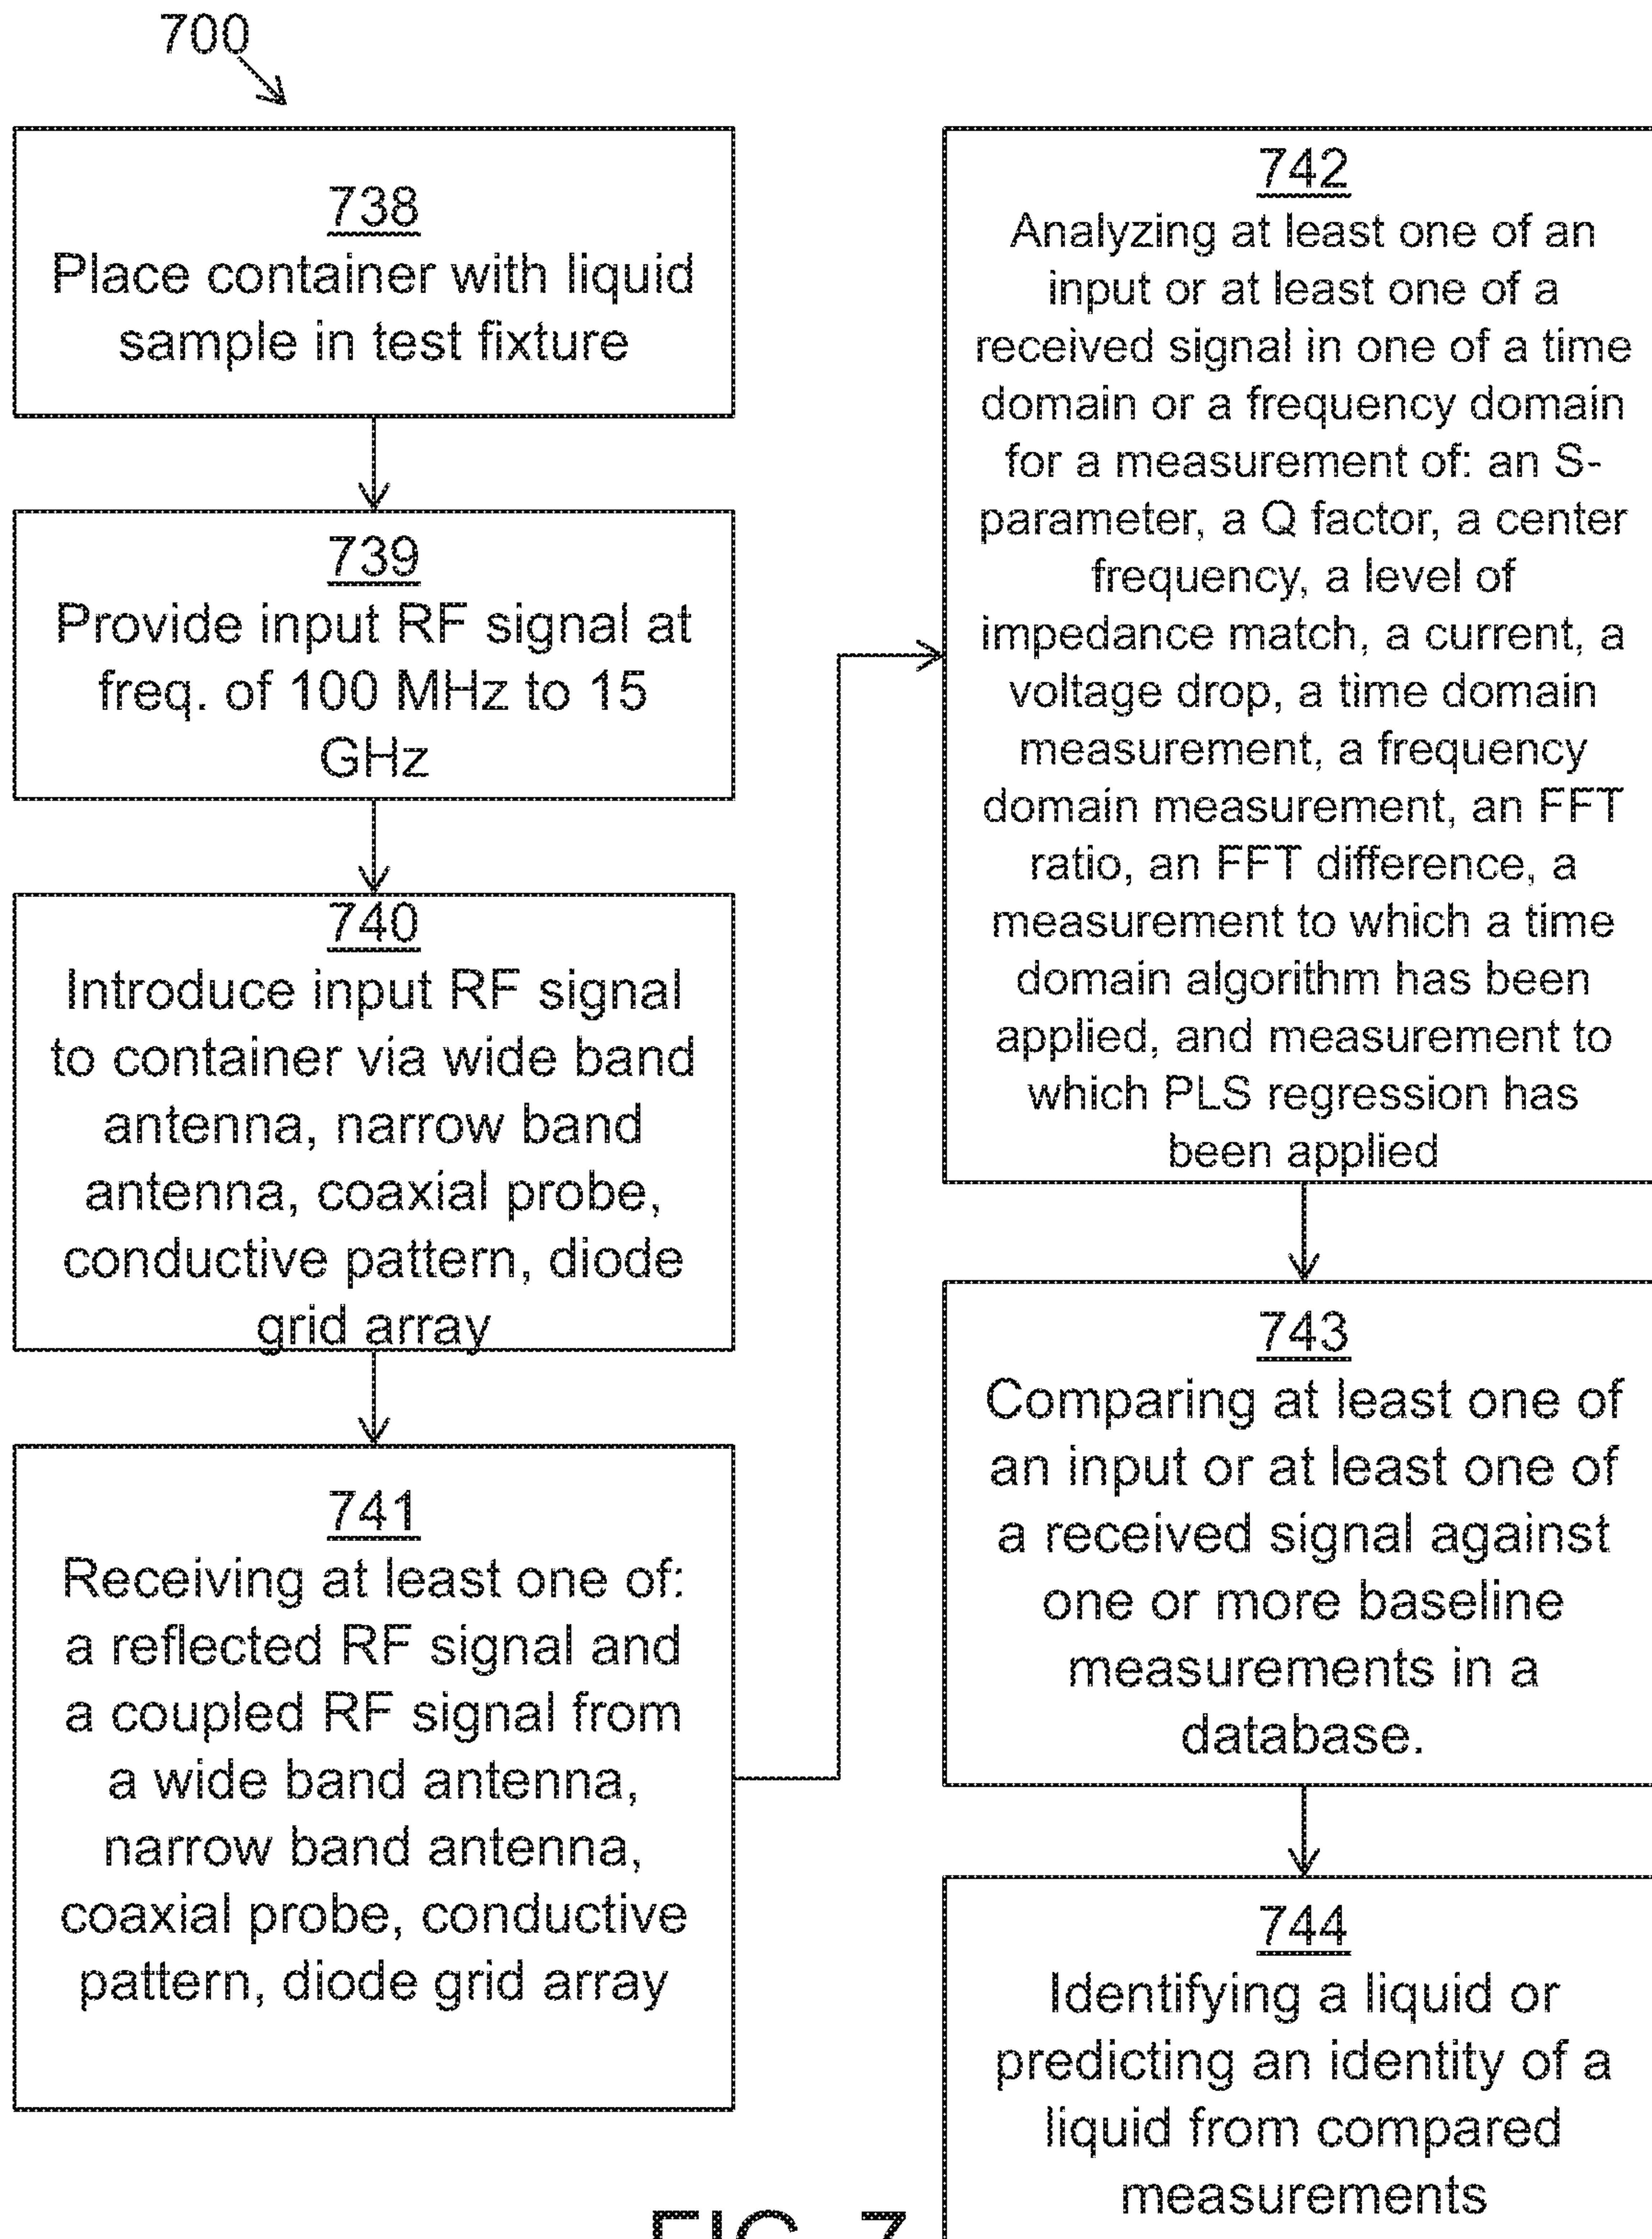 700
738
Place container with liquid
sample in test fixture
739
Provide input RF signal at
freq. of 100 MHz to 15
GHz
740
Introduce input RF signal
to container via wide band
antenna, narrow band
antenna, coaxial probe,
conductive pattern, diode
grid array
741
Receiving at least one of:
a reflected RF signal and
a coupled RF signal from
a wide band antenna,
narrow band antenna,
coaxial probe, conductive
pattern, diode grid array
742
Analyzing at least one of an
input or at least one of a
received signal in one of a time
domain or a frequency domain
for a measurement of: an S-
parameter, a Q factor, a center
frequency, a level of
impedance match, a current, a
voltage drop, a time domain
measurement, a frequency
domain measurement, an FFT
ratio, an FFT difference, a
measurement to which a time
domain algorithm has been
applied, and measurement to
which PLS regression has
been applied
743
Comparing at least one of
an input or at least one of
a received signal against
one or more baseline
measurements in a
database.
744
Identifying a liquid or
predicting an identity of a
liquid from compared
measurements
FIG. 7